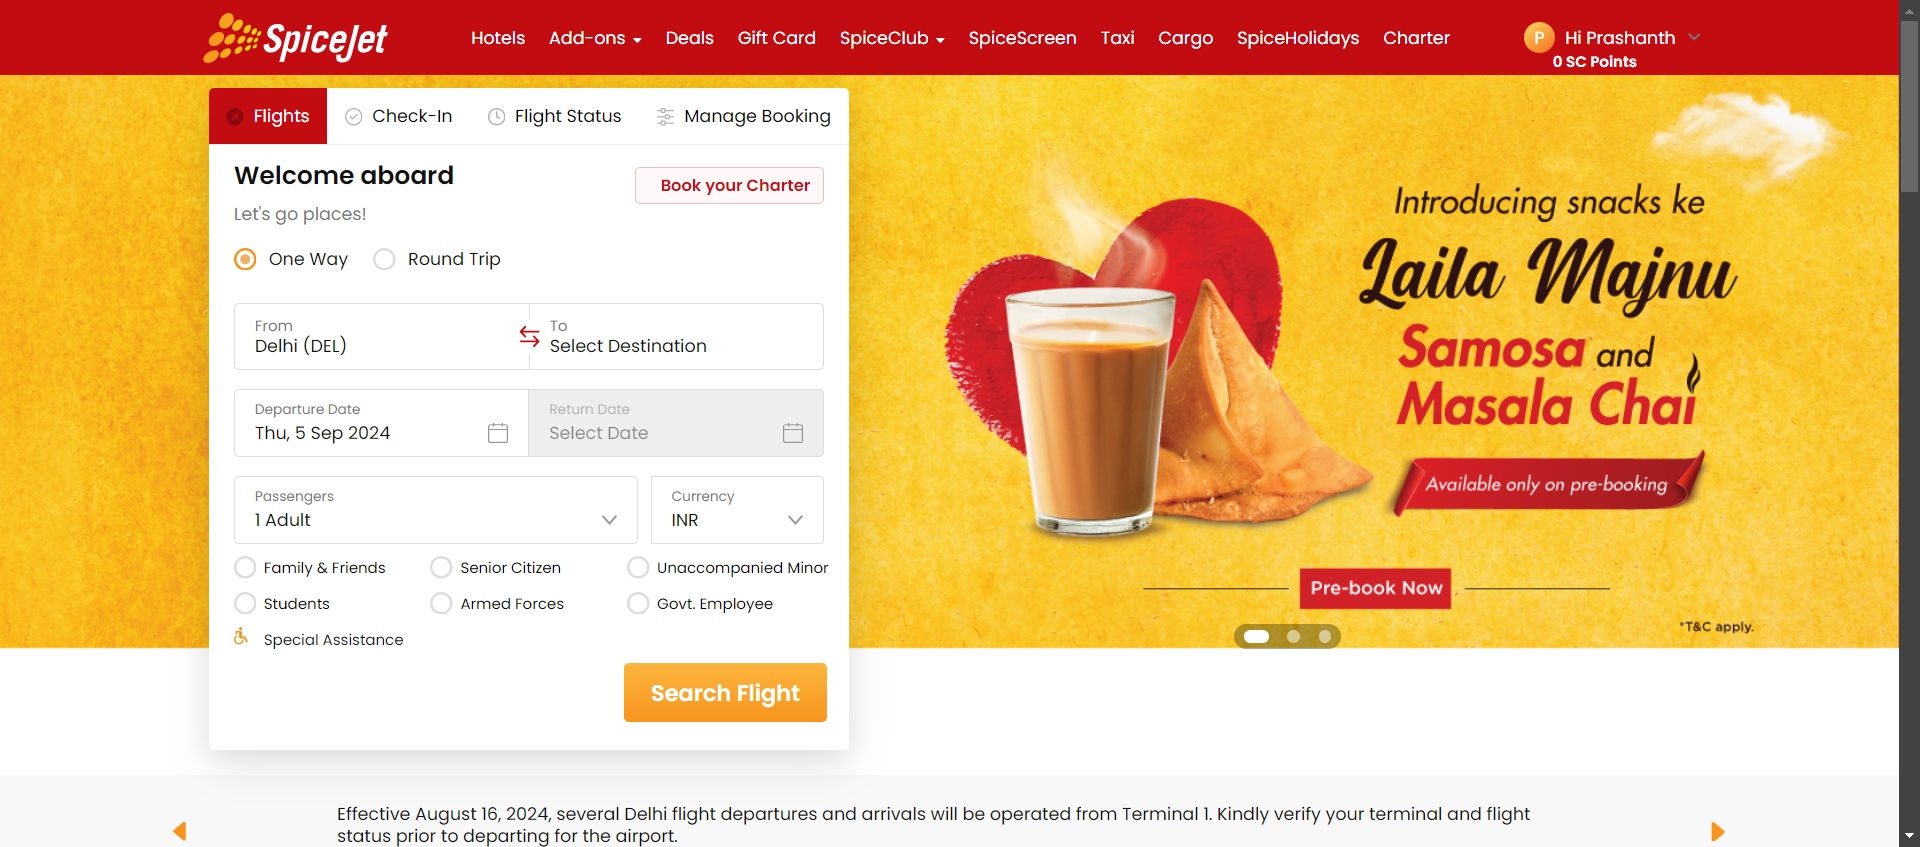 SpiceJet
Hotels
Add-ons
Deals
Gift Card
SpiceClub
SpiceScreen
Taxi
Cargo
SpiceHolidays
Charter
P
Hi Prashanth
0 SC Points
Flights
Check-In
Flight Status
Manage Booking
Welcome aboard
Book your Charter
Let's go places!
One Way
Round Trip
From
Delhi (DEL)
To
Select Destination
Departure Date
Thu, 5 Sep 2024
Return Date
Select Date
Passengers
1 Adult
Currency
INR
Family & Friends
Senior Citizen
Unaccompanied Minor
Students
Armed Forces
Govt. Employee
Special Assistance
Search Flight
Introducing snacks ke
Laila Majnu
Samosa and
Masala Chai
Available only on pre-booking
Pre-book Now
*T&C apply.
Effective August 16, 2024, several Delhi flight departures and arrivals will be operated from Terminal 1. Kindly verify your terminal and flight
status prior to departing for the airport.